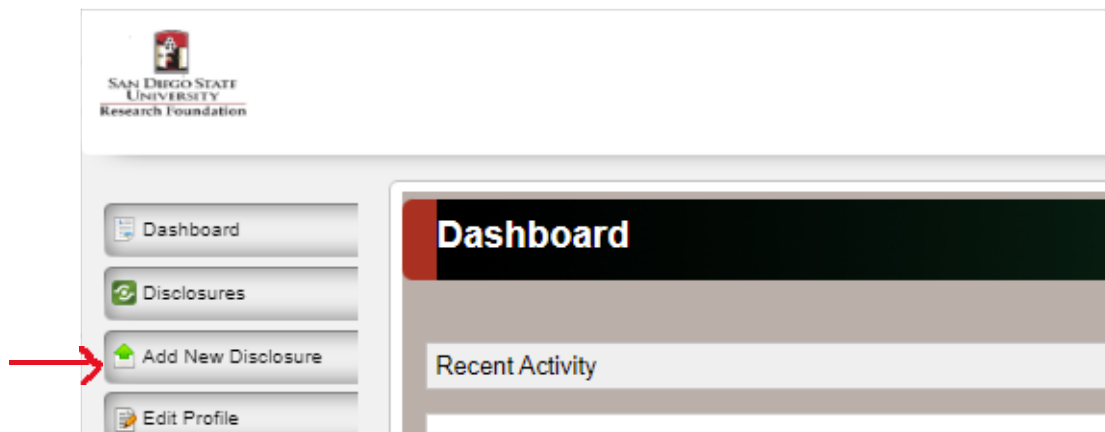 SAN DIEGO STATE
UNIVERSITY
Research Foundation
Dashboard
Disclosures
Add New Disclosure
Edit Profile
Dashboard
Recent Activity